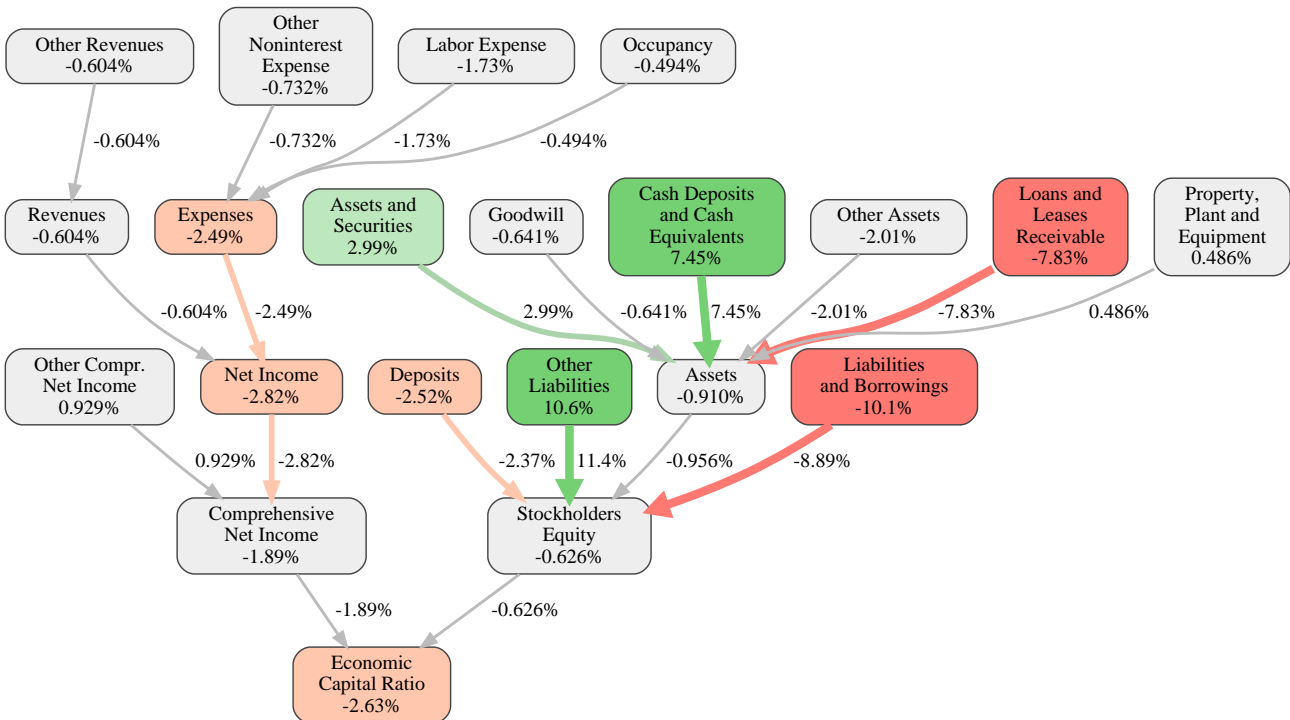 Other Revenues
-0.604%
Other
Noninterest
Expense
-0.732%
Labor Expense
-1.73%
Occupancy
-0.494%
-0.604%
-0.732%
-1.73%
-0.494%
Revenues
-0.604%
Expenses
-2.49%
Assets and
Securities
2.99%
Goodwill
-0.641%
Cash Deposits
and Cash
Equivalents
7.45%
Other Assets
-2.01%
Loans and
Leases
Receivable
-7.83%
Property,
Plant and
Equipment
0.486%
-0.604%
-2.49%
2.99%
-0.641%
7.45%
-2.01%
-7.83%
0.486%
Other Compr.
Net Income
0.929%
Net Income
-2.82%
Deposits
-2.52%
Other
Liabilities
10.6%
Assets
-0.910%
Liabilities
and Borrowings
-10.1%
0.929%
-2.82%
-2.37%
11.4%
-0.956%
-8.89%
Comprehensive
Net Income
-1.89%
Stockholders
Equity
-0.626%
-1.89%
-0.626%
Economic
Capital Ratio
-2.63%